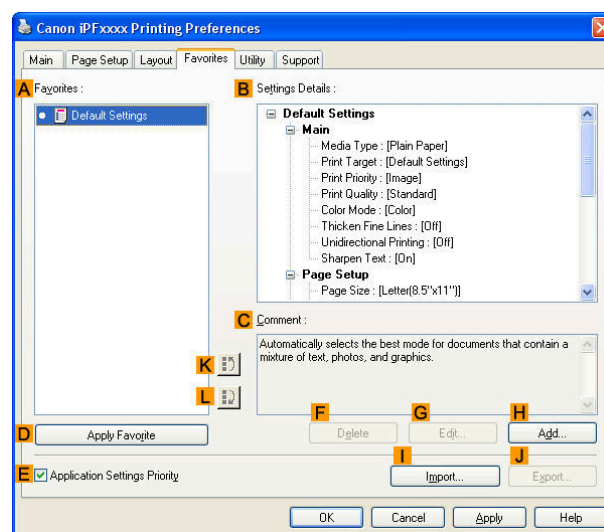 Canon iPFxxxx Printing Preferences
Main Page Setup Layout Favorites Utility Support
A Favorites :
Default Settings
B Settings Details :
Default Settings
Main
Media Type : [Plain Paper]
Print Target : [Default Settings]
Print Priority : [Image]
Print Quality : [Standard]
Color Mode : [Color]
Thicken Fine Lines : [Off]
Unidirectional Printing : [Off]
Sharpen Text : [On]
Page Setup
Page Size : [Letter(8.5"x11")]
C Comment :
Automatically selects the best mode for documents that contain a
mixture of text, photos, and graphics.
K
L
D Apply Favorite
F Delete
G Edit...
H Add...
E Application Settings Priority
I Import...
J Export...
OK Cancel Apply Help